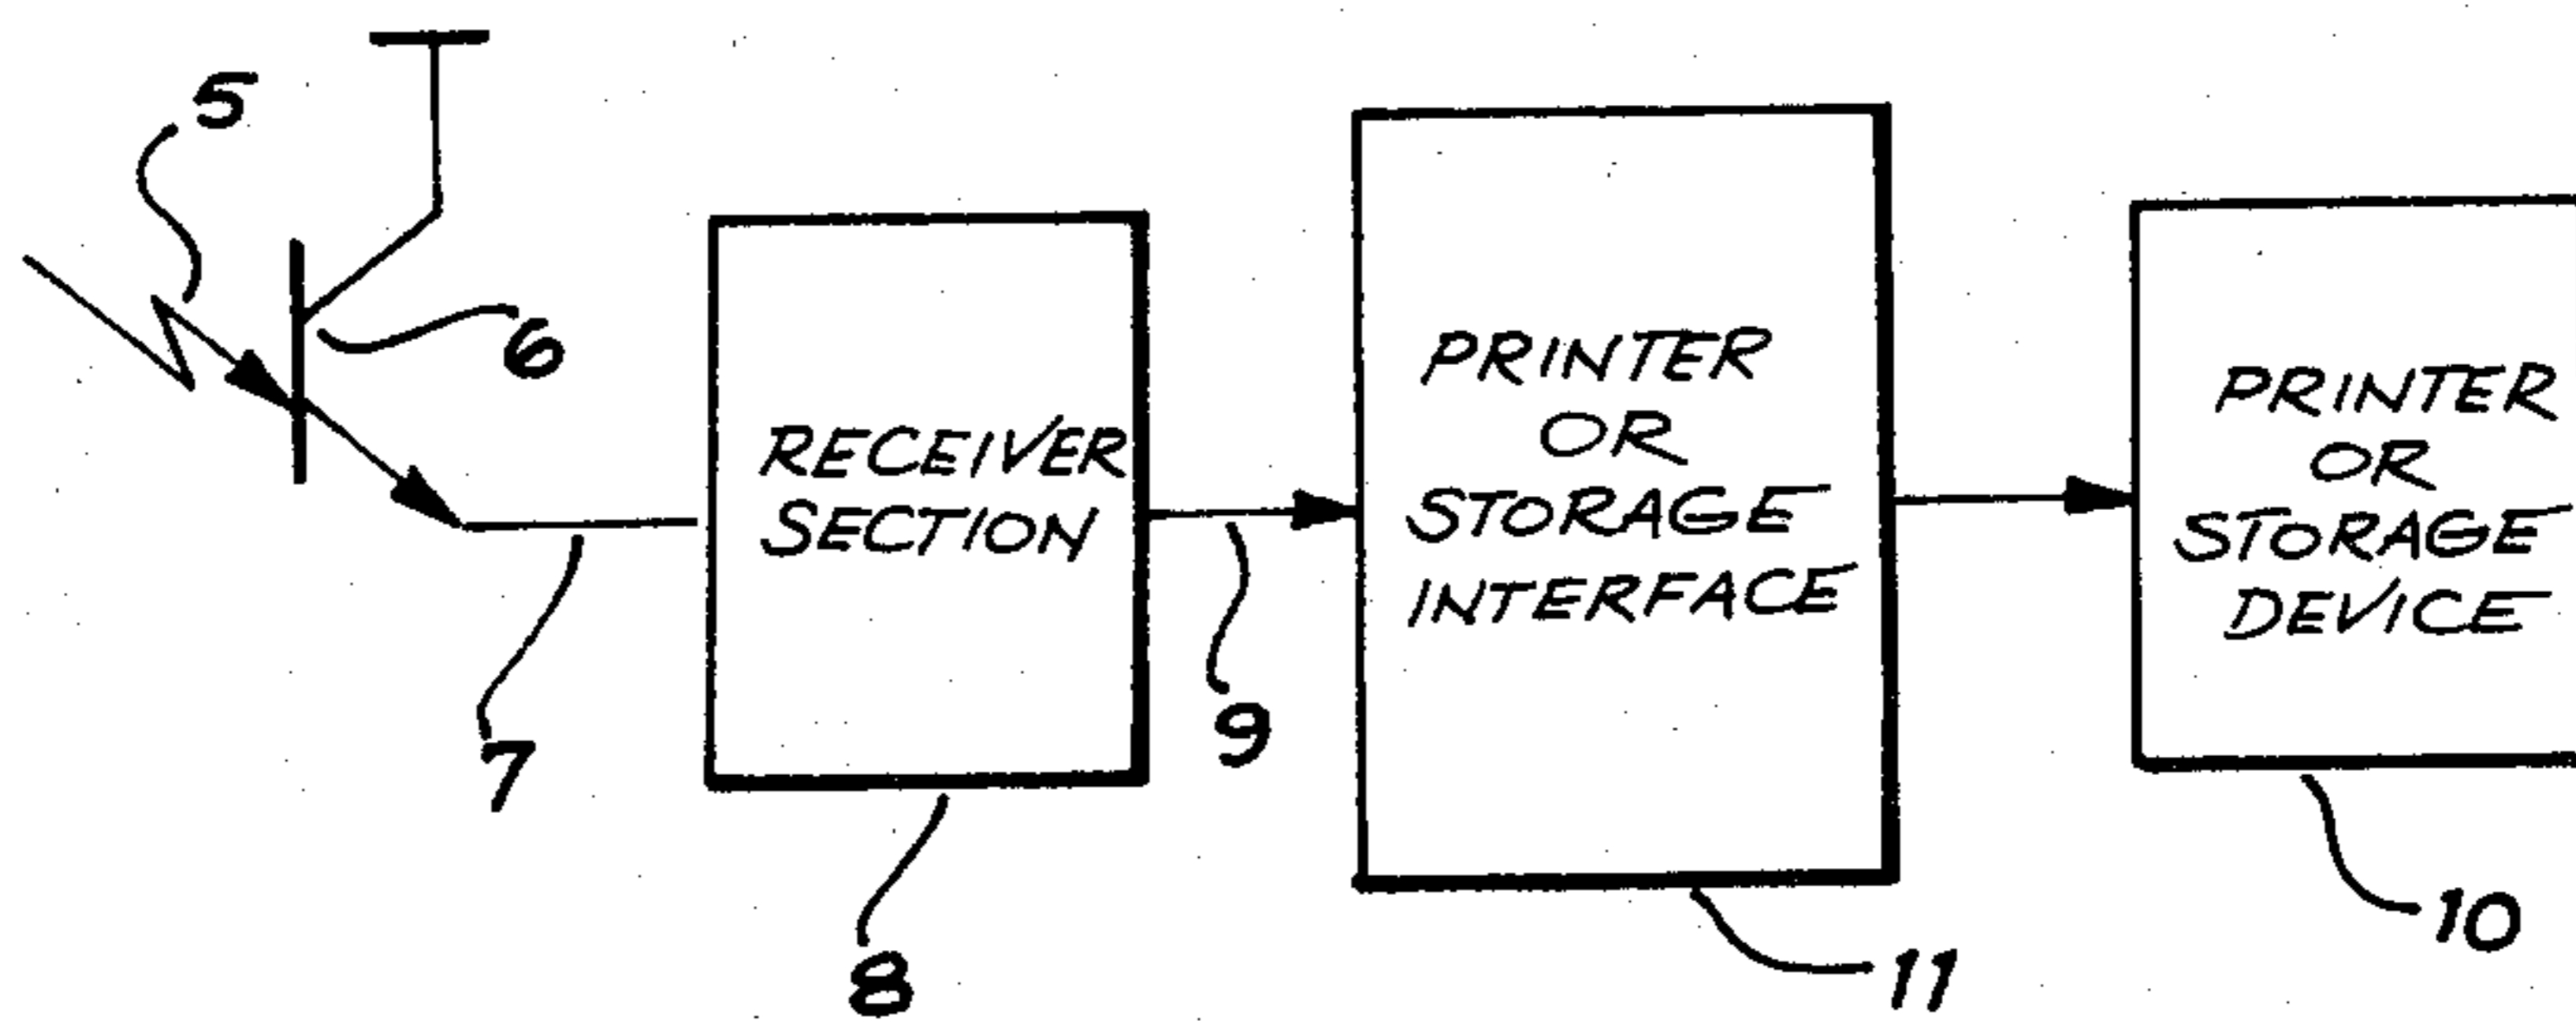 5
6
7
RECEIVER
SECTION
8
9
PRINTER
OR
STORAGE
INTERFACE
11
PRINTER
OR
STORAGE
DEVICE
10